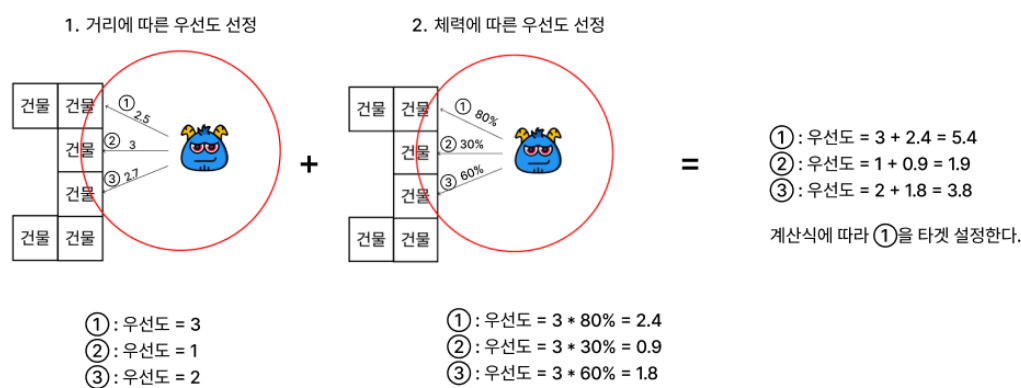 1. 거리에 따른 우선도 선정
건물 건물
건물
건물
건물 건물
① 2.5
② 3
③ 2.7
① : 우선도 = 3
② : 우선도 = 1
③ : 우선도 = 2
+
2. 체력에 따른 우선도 선정
건물 건물
건물
건물
건물 건물
① 80%
② 30%
③ 60%
① : 우선도 = 3 * 80% = 2.4
② : 우선도 = 3 * 30% = 0.9
③ : 우선도 = 3 * 60% = 1.8
=
① : 우선도 = 3 + 2.4 = 5.4
② : 우선도 = 1 + 0.9 = 1.9
③ : 우선도 = 2 + 1.8 = 3.8
계산식에 따라 ①을 타겟 설정한다.